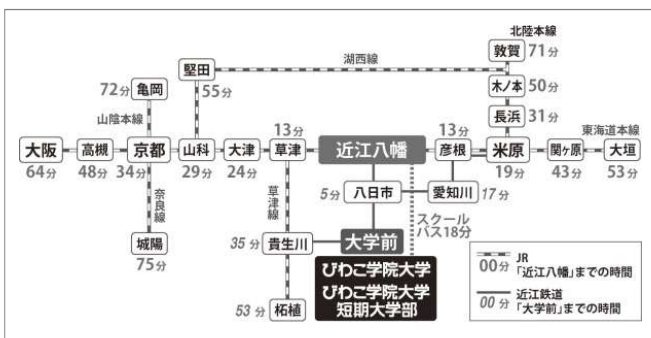 北陸本線
敦賀 71分
湖西線
堅田
55分
72分 亀岡
木ノ本 50分
山陰本線
長浜 31分
13分
13分
東海道本線
大阪 高槻 京都 山科 大津 草津 近江八幡 彦根 米原 関ヶ原 大垣
64分 48分 34分 29分 24分 19分 43分 53分
奈良線
草津線
5分 八日市 愛知川 17分
スクール
バス18分
城陽
75分
35分 貴生川 大学前
53分 柘植
びわこ学院大学
びわこ学院大学
短期大学部
00分 JR
「近江八幡」までの時間
00分 近江鉄道
「大学前」までの時間